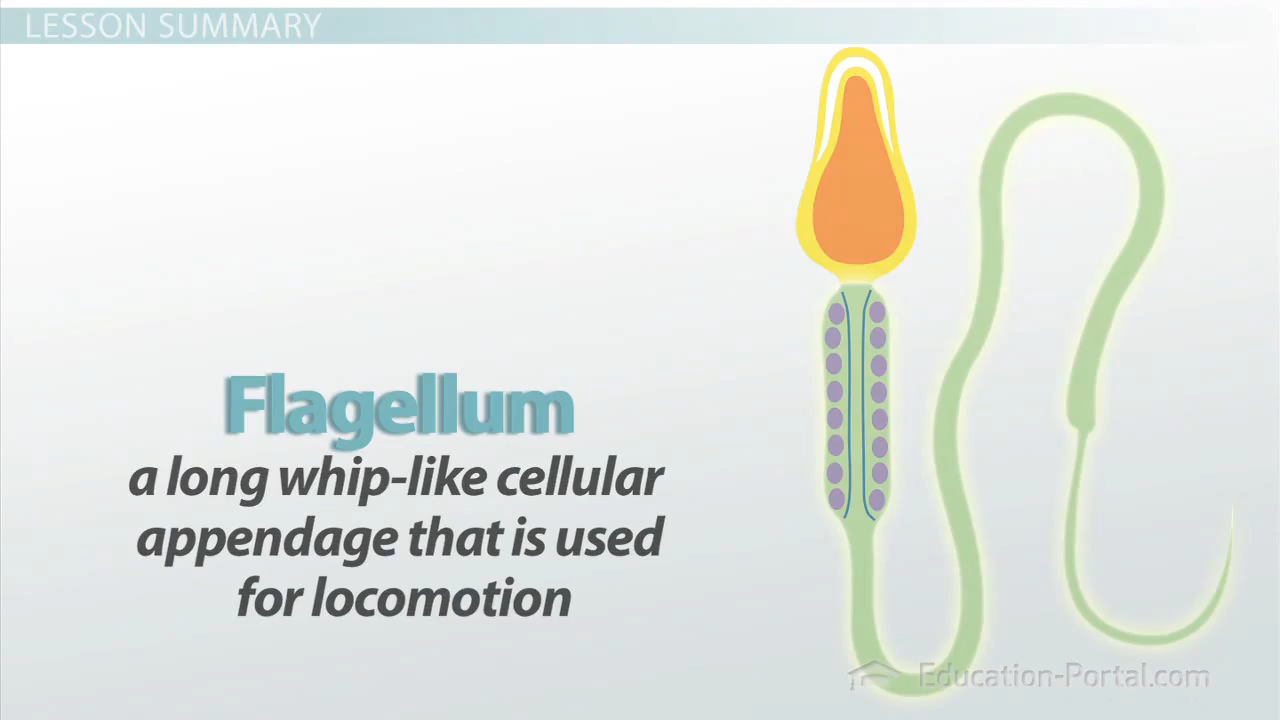 LESSON SUMMARY
Flagellum
a long whip-like cellular
appendage that is used
for locomotion
Education-Portal.com